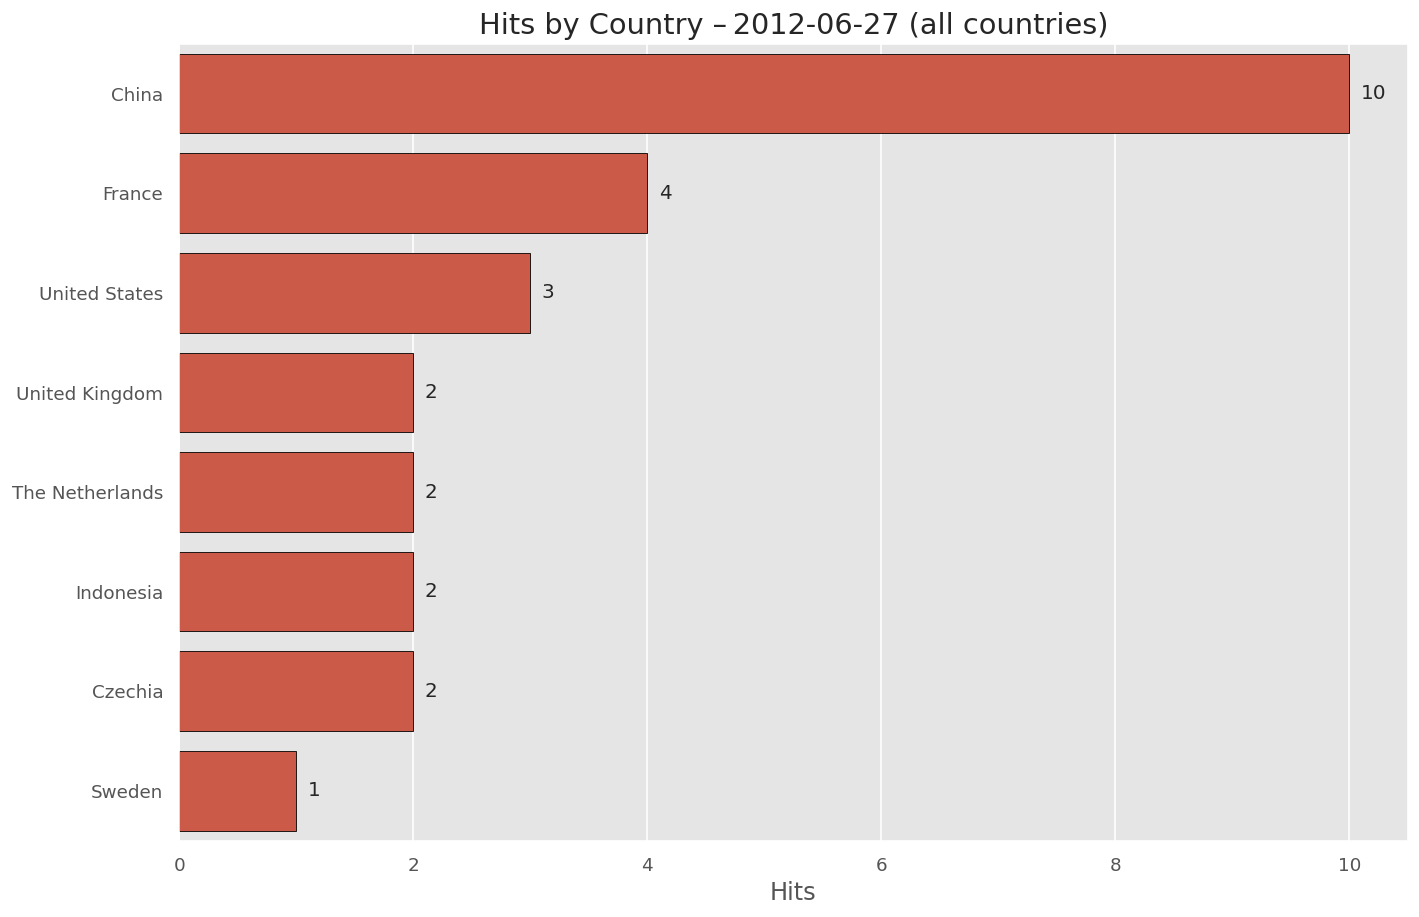 Hits by Country – 2012-06-27 (all countries)
China 10
France 4
United States 3
United Kingdom 2
The Netherlands 2
Indonesia 2
Czechia 2
Sweden 1
0 2 4 6 8 10
Hits